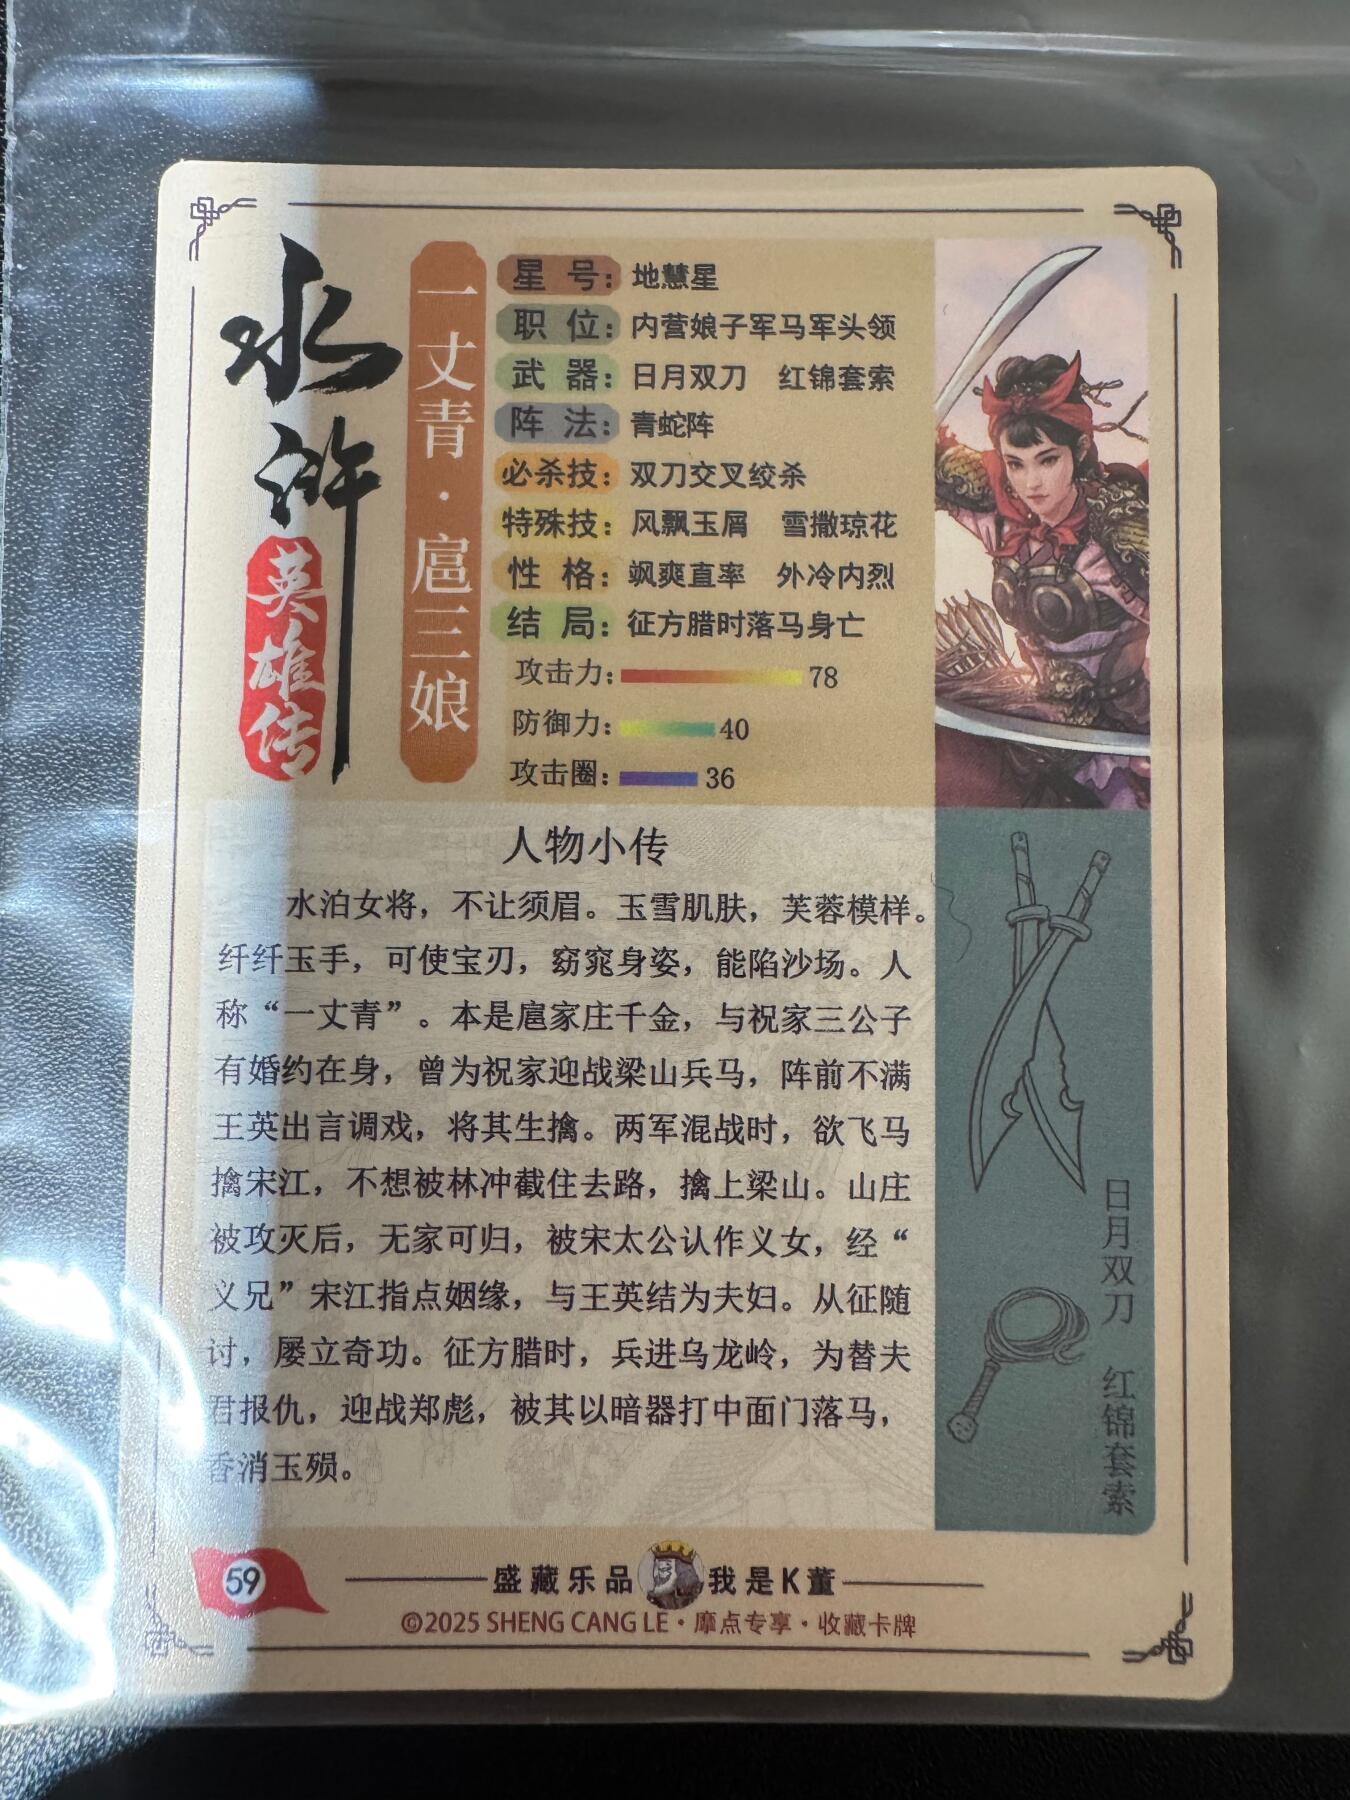 水浒
英雄传
一丈青·扈三娘
星号：地慧星
职位：内营娘子军马军头领
武器：日月双刀 红锦套索
阵法：青蛇阵
必杀技：双刀交叉绞杀
特殊技：风飘玉屑 雪撒琼花
性格：飒爽直率 外冷内烈
结局：征方腊时落马身亡
攻击力：78
防御力：40
攻击圈：36
人物小传
水泊女将，不让须眉。玉雪肌肤，芙蓉模样。
纤纤玉手，可使宝刃，窈窕身姿，能陷沙场。人
称“一丈青”。本是扈家庄千金，与祝家三公子
有婚约在身，曾为祝家迎战梁山兵马，阵前不满
王英出言调戏，将其生擒。两军混战时，欲飞马
擒宋江，不想被林冲截住去路，擒上梁山。山庄
被攻灭后，无家可归，被宋太公认作义女，经“
义兄”宋江指点姻缘，与王英结为夫妇。从征随
讨，屡立奇功。征方腊时，兵进乌龙岭，为替夫
君报仇，迎战郑彪，被其以暗器打中面门落马，
香消玉殒。
日月双刀 红锦套索
59
盛藏乐品 我是K董
©2025 SHENG CANG LE·摩点专享·收藏卡牌